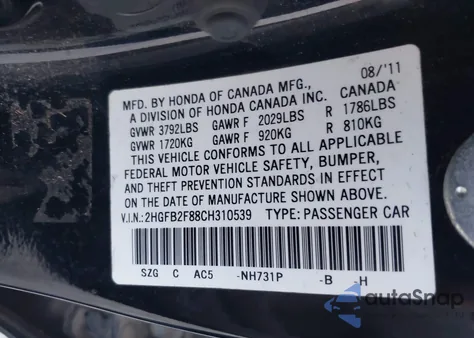 08/'11
MFD. BY HONDA OF CANADA MFG., CANADA
A DIVISION OF HONDA CANADA INC.
GVWR 3792LBS GAWR F 2029LBS R 1786LBS
GVWR 1720KG GAWR F 920KG R 810KG
THIS VEHICLE CONFORMS TO ALL APPLICABLE
FEDERAL MOTOR VEHICLE SAFETY, BUMPER,
AND THEFT PREVENTION STANDARDS IN EFFECT
ON THE DATE OF MANUFACTURE SHOWN ABOVE.
V.I.N.: 2HGFB2F88CH310539 TYPE: PASSENGER CAR
SZG C AC5 -NH731P -B H
AutoSnap